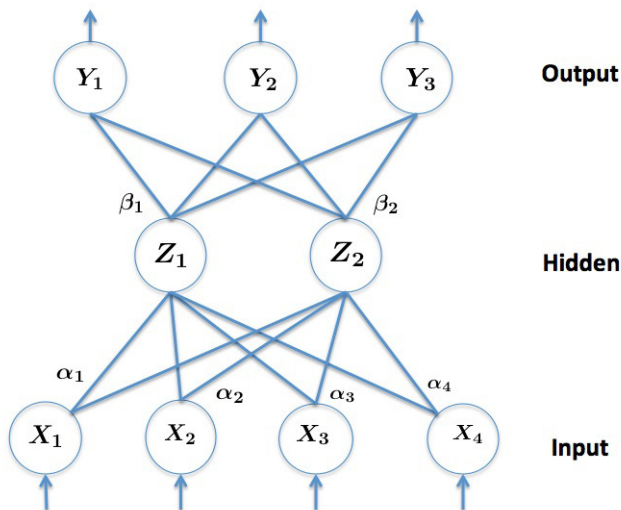 Y₁ Y₂ Y₃ Output
β₁ β₂
Z₁ Z₂ Hidden
α₁ α₂ α₃ α₄
X₁ X₂ X₃ X₄ Input